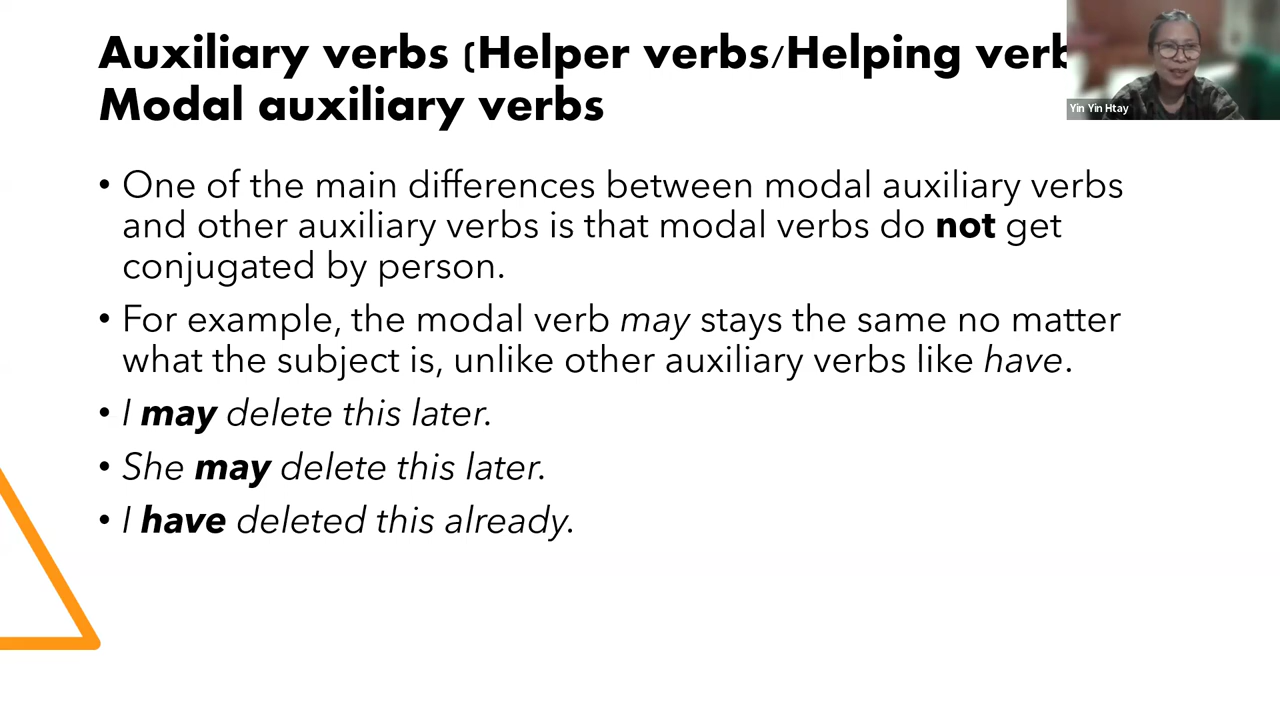 Auxiliary verbs (Helper verbs/Helping verb
Modal auxiliary verbs
Yin Yin Htay
• One of the main differences between modal auxiliary verbs
and other auxiliary verbs is that modal verbs do not get
conjugated by person.
• For example, the modal verb may stays the same no matter
what the subject is, unlike other auxiliary verbs like have.
• I may delete this later.
• She may delete this later.
• I have deleted this already.